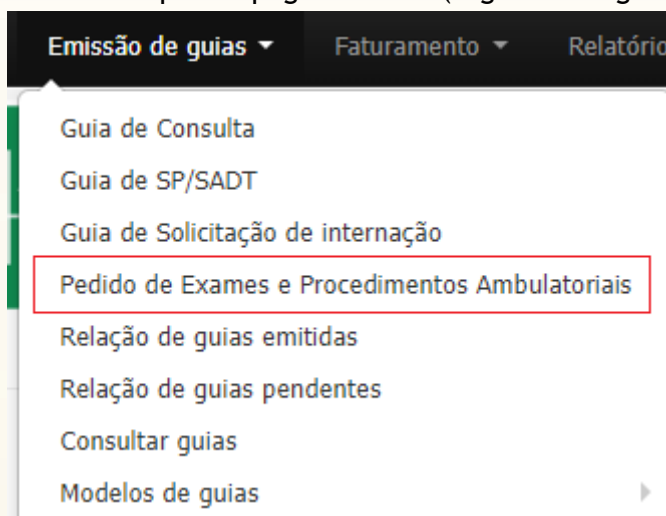 Emissão de guias Faturamento Relatório
Guia de Consulta
Guia de SP/SADT
Guia de Solicitação de internação
Pedido de Exames e Procedimentos Ambulatoriais
Relação de guias emitidas
Relação de guias pendentes
Consultar guias
Modelos de guias